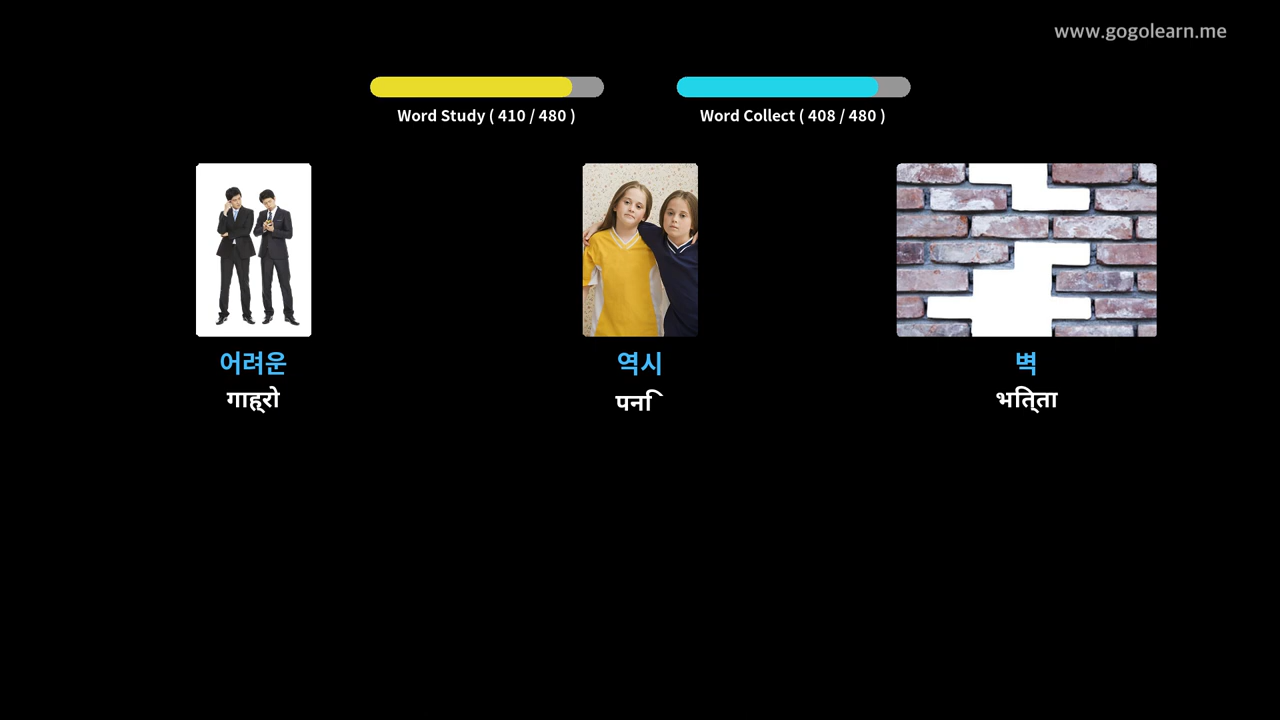 www.gogolearn.me
Word Study ( 410 / 480 )
Word Collect ( 408 / 480 )
어려운
गाह्रो
역시
पनि
벽
भित्ता